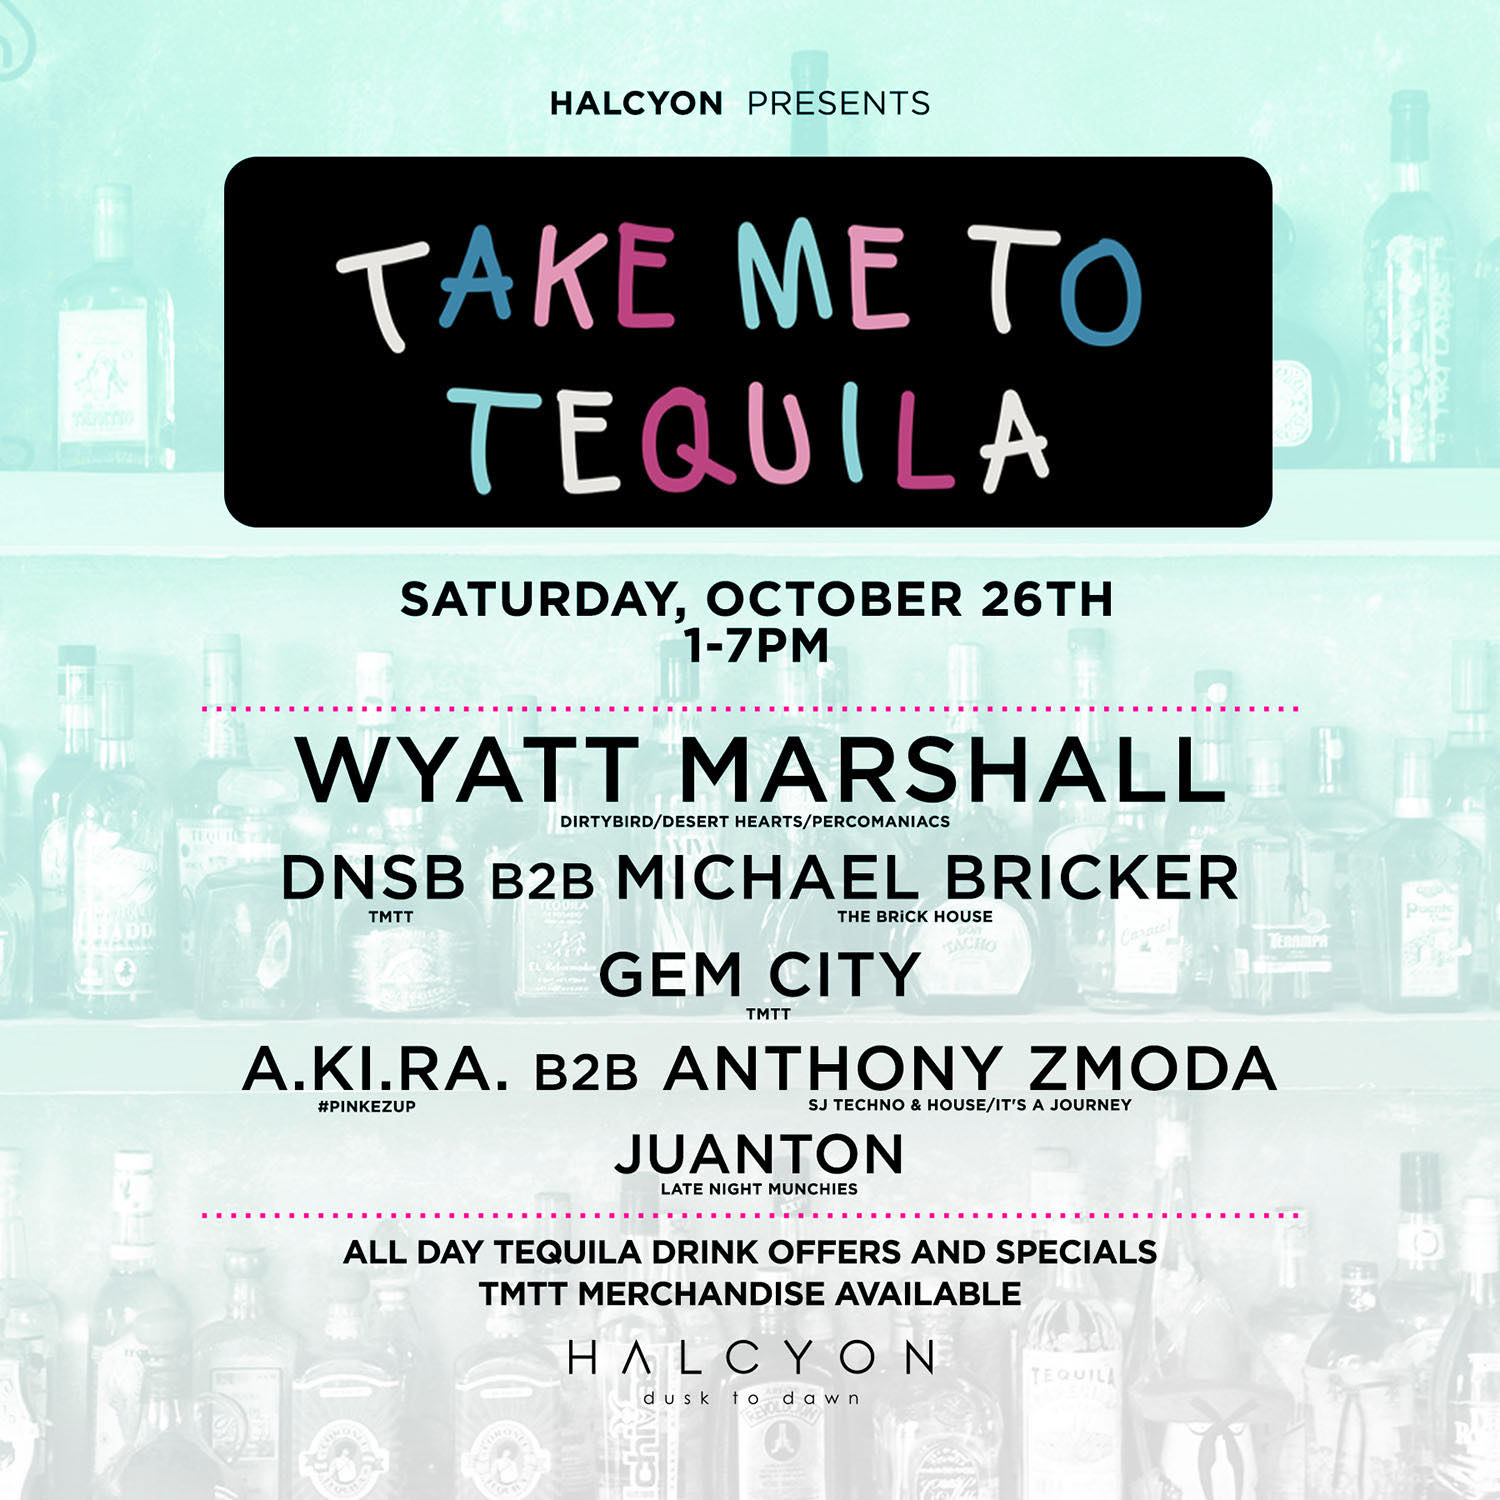 HALCYON PRESENTS
TAKE ME TO
TEQUILA
SATURDAY, OCTOBER 26TH
1-7PM
WYATT MARSHALL
DIRTYBIRD/DESERT HEARTS/PERCOMANIACS
DNSB B2B MICHAEL BRICKER
TMTT THE BRiCK HOUSE
GEM CITY
TMTT
A.KI.RA. B2B ANTHONY ZMODA
#PINKEZUP SJ TECHNO & HOUSE/IT'S A JOURNEY
JUANTON
LATE NIGHT MUNCHIES
ALL DAY TEQUILA DRINK OFFERS AND SPECIALS
TMTT MERCHANDISE AVAILABLE
HALCYON
dusk to dawn
TERAMPA
TEQUILA